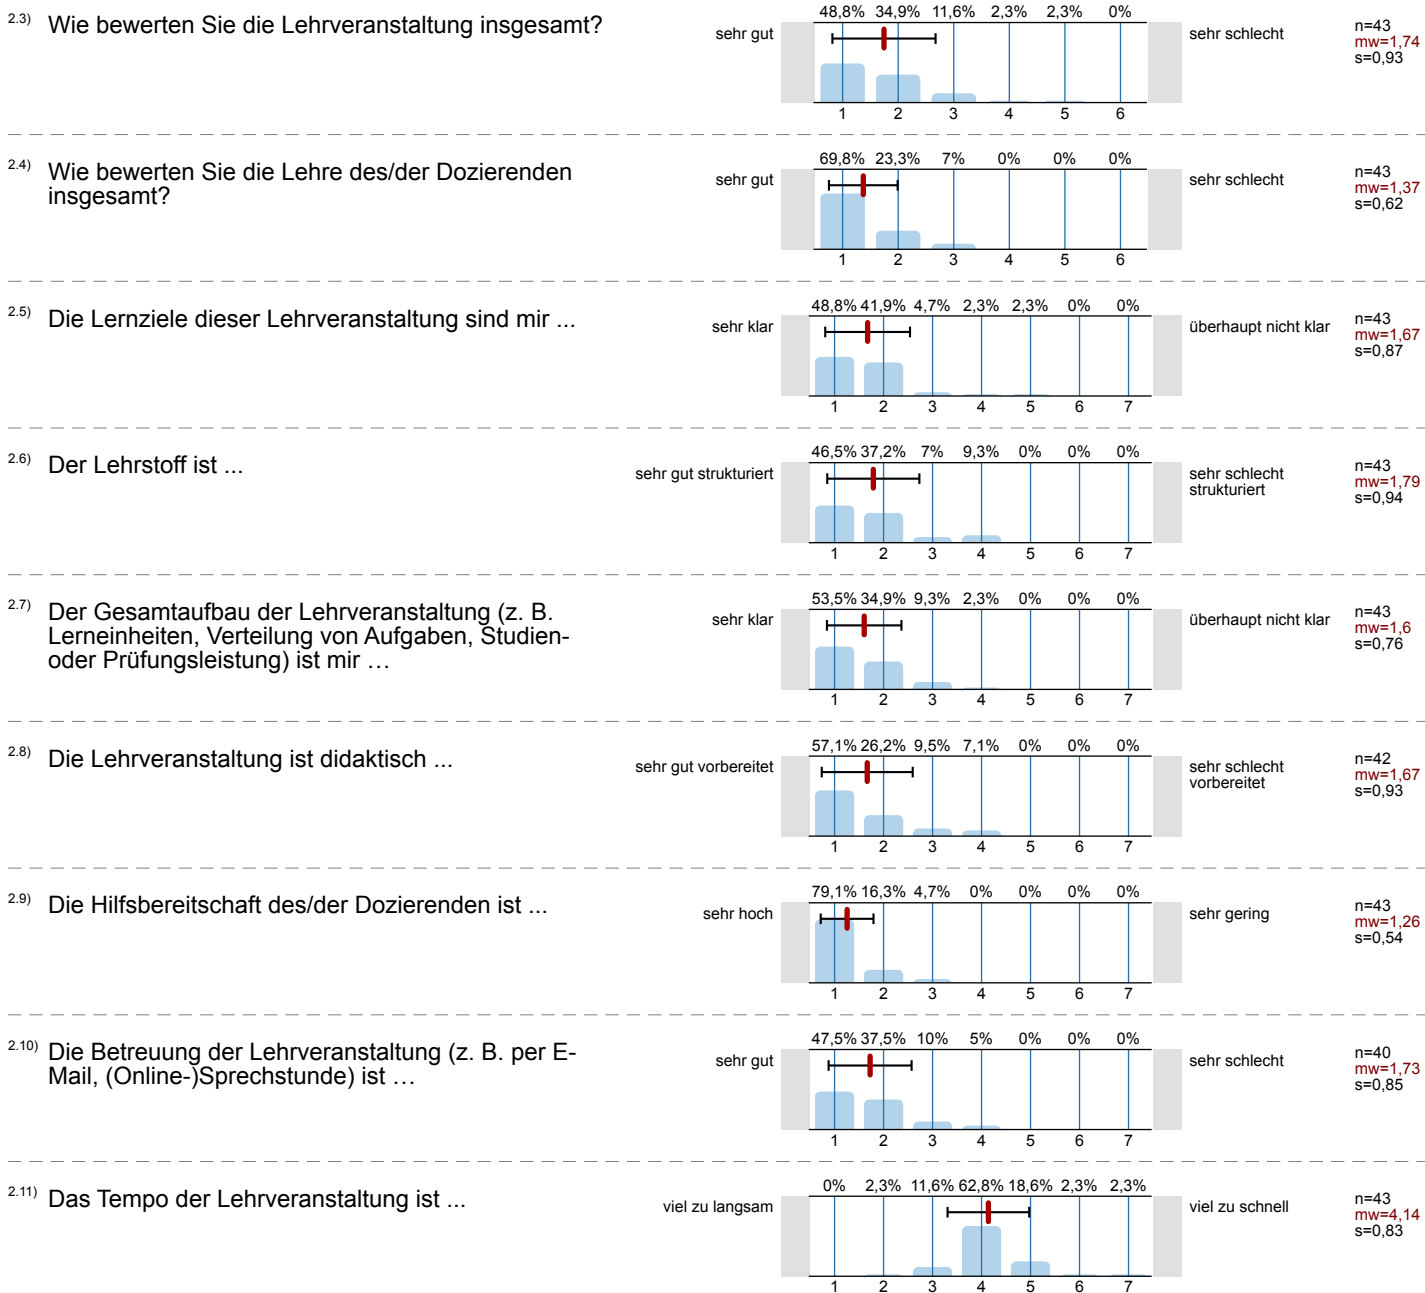 2.3) Wie bewerten Sie die Lehrveranstaltung insgesamt?
48,8% 34,9% 11,6% 2,3% 2,3% 0%
sehr gut
sehr schlecht
n=43
mw=1,74
s=0,93
1 2 3 4 5 6
2.4) Wie bewerten Sie die Lehre des/der Dozierenden
insgesamt?
69,8% 23,3% 7% 0% 0% 0%
sehr gut
sehr schlecht
n=43
mw=1,37
s=0,62
1 2 3 4 5 6
2.5) Die Lernziele dieser Lehrveranstaltung sind mir ...
48,8% 41,9% 4,7% 2,3% 2,3% 0% 0%
sehr klar
überhaupt nicht klar
n=43
mw=1,67
s=0,87
1 2 3 4 5 6 7
2.6) Der Lehrstoff ist ...
46,5% 37,2% 7% 9,3% 0% 0% 0%
sehr gut strukturiert
sehr schlecht
strukturiert
n=43
mw=1,79
s=0,94
1 2 3 4 5 6 7
2.7) Der Gesamtaufbau der Lehrveranstaltung (z. B.
Lerneinheiten, Verteilung von Aufgaben, Studien-
oder Prüfungsleistung) ist mir …
53,5% 34,9% 9,3% 2,3% 0% 0% 0%
sehr klar
überhaupt nicht klar
n=43
mw=1,6
s=0,76
1 2 3 4 5 6 7
2.8) Die Lehrveranstaltung ist didaktisch ...
57,1% 26,2% 9,5% 7,1% 0% 0% 0%
sehr gut vorbereitet
sehr schlecht
vorbereitet
n=42
mw=1,67
s=0,93
1 2 3 4 5 6 7
2.9) Die Hilfsbereitschaft des/der Dozierenden ist ...
79,1% 16,3% 4,7% 0% 0% 0% 0%
sehr hoch
sehr gering
n=43
mw=1,26
s=0,54
1 2 3 4 5 6 7
2.10) Die Betreuung der Lehrveranstaltung (z. B. per E-
Mail, (Online-)Sprechstunde) ist …
47,5% 37,5% 10% 5% 0% 0% 0%
sehr gut
sehr schlecht
n=40
mw=1,73
s=0,85
1 2 3 4 5 6 7
2.11) Das Tempo der Lehrveranstaltung ist ...
0% 2,3% 11,6% 62,8% 18,6% 2,3% 2,3%
viel zu langsam
viel zu schnell
n=43
mw=4,14
s=0,83
1 2 3 4 5 6 7